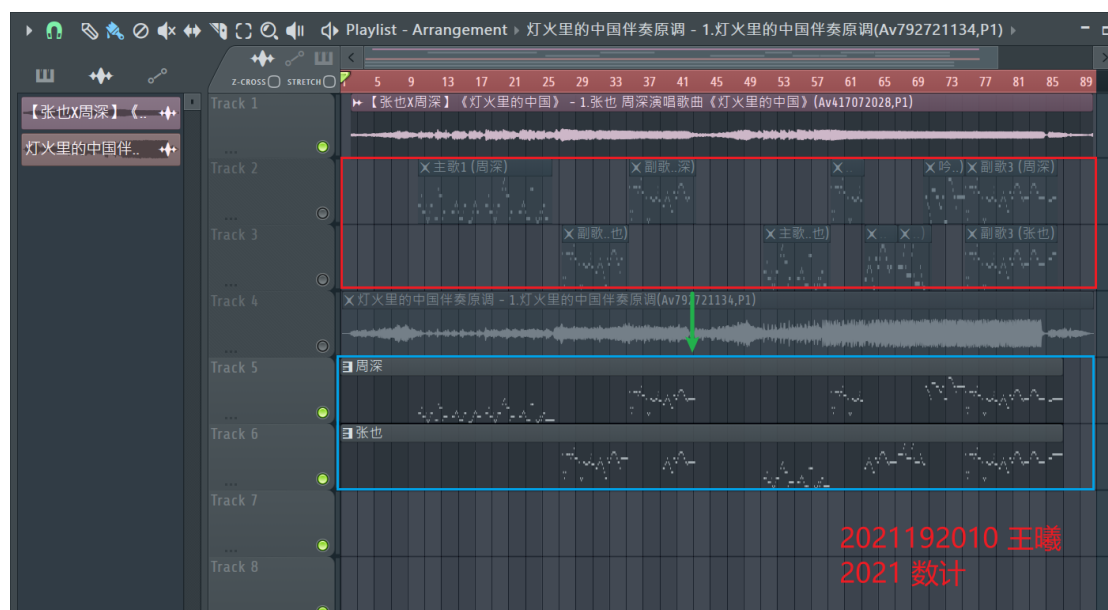 Playlist - Arrangement › 灯火里的中国伴奏原调 - 1.灯火里的中国伴奏原调(Av792721134,P1) ›
Z-CROSS STRETCH
1 5 9 13 17 21 25 29 33 37 41 45 49 53 57 61 65 69 73 77 81 85 89
【张也X周深】《..
灯火里的中国伴..
Track 1
【张也X周深】《灯火里的中国》 - 1.张也 周深演唱歌曲《灯火里的中国》(Av417072028,P1)
Track 2
主歌1 (周深)
副歌..深)
吟..)
副歌3 (周深)
Track 3
副歌..也)
主歌..也)
副歌3 (张也)
Track 4
灯火里的中国伴奏原调 - 1.灯火里的中国伴奏原调(Av792721134,P1)
Track 5
周深
Track 6
张也
Track 7
Track 8
2021192010 王曦
2021 数计